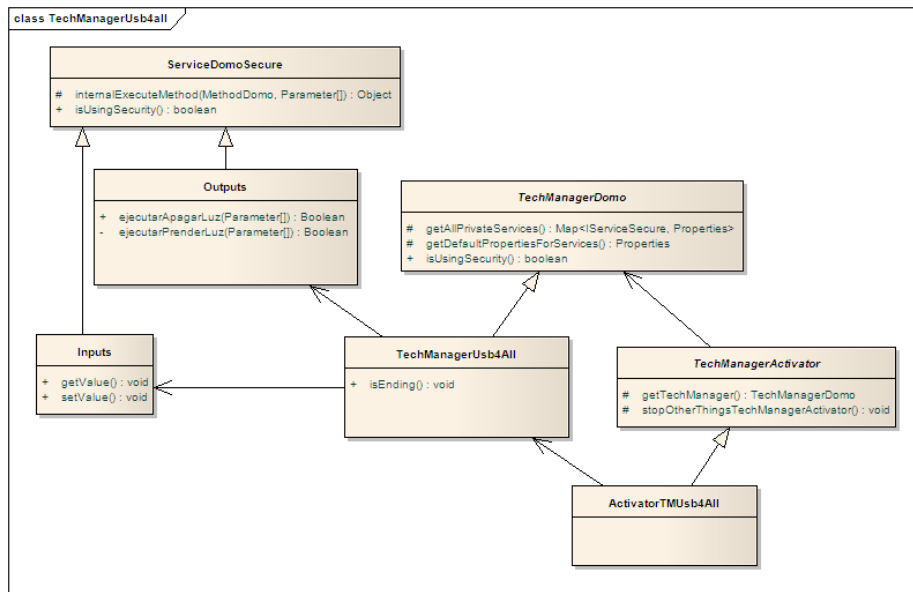 class TechManagerUsb4all
ServiceDomoSecure
# internalExecuteMethod(MethodDomo, Parameter[]) : Object
+ isUsingSecurity() : boolean
Outputs
+ ejecutarApagarLuz(Parameter[]) : Boolean
- ejecutarPrenderLuz(Parameter[]) : Boolean
TechManagerDomo
# getAllPrivateServices() : Map<IServiceSecure, Properties>
# getDefaultPropertiesForServices() : Properties
+ isUsingSecurity() : boolean
Inputs
+ getValue() : void
+ setValue() : void
TechManagerUsb4All
+ isEnding() : void
TechManagerActivator
# getTechManager() : TechManagerDomo
# stopOtherThingsTechManagerActivator() : void
ActivatorTMUsb4All